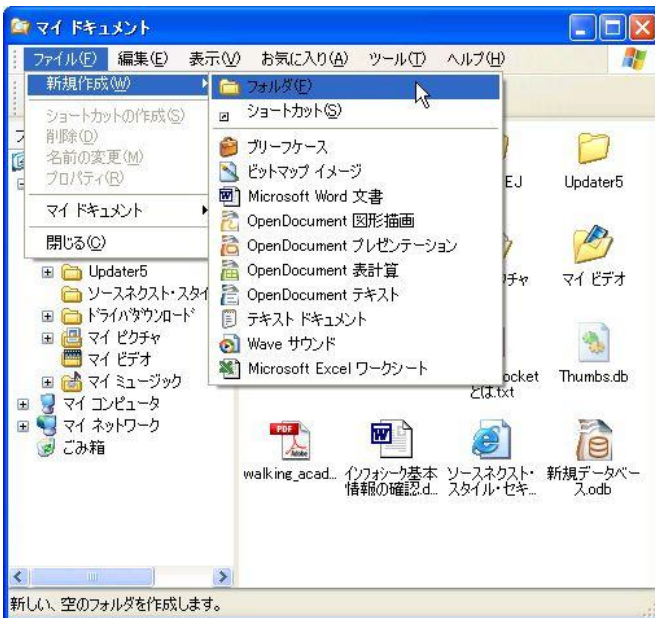 マイ ドキュメント
ファイル(F) 編集(E) 表示(V) お気に入り(A) ツール(T) ヘルプ(H)
新規作成(W)
ショートカットの作成(S)
削除(D)
名前の変更(M)
プロパティ(R)
マイ ドキュメント
閉じる(C)
フォルダ(F)
ショートカット(S)
ブリーフケース
ビットマップ イメージ
Microsoft Word 文書
OpenDocument 図形描画
OpenDocument プレゼンテーション
OpenDocument 表計算
OpenDocument テキスト
テキスト ドキュメント
Wave サウンド
Microsoft Excel ワークシート
Updater5
ソースネクスト・スタイ
ドライバダウンロード
マイ ピクチャ
マイ ビデオ
マイ ミュージック
マイ コンピュータ
マイ ネットワーク
ごみ箱
EJ
Updater5
クチャ
マイ ビデオ
ocket
とは.txt
Thumbs.db
walking_acad...
インフォシーク基本
情報の確認.d...
ソースネクスト・
スタイル・セキ...
新規データベー
ス.odb
新しい、空のフォルダを作成します。